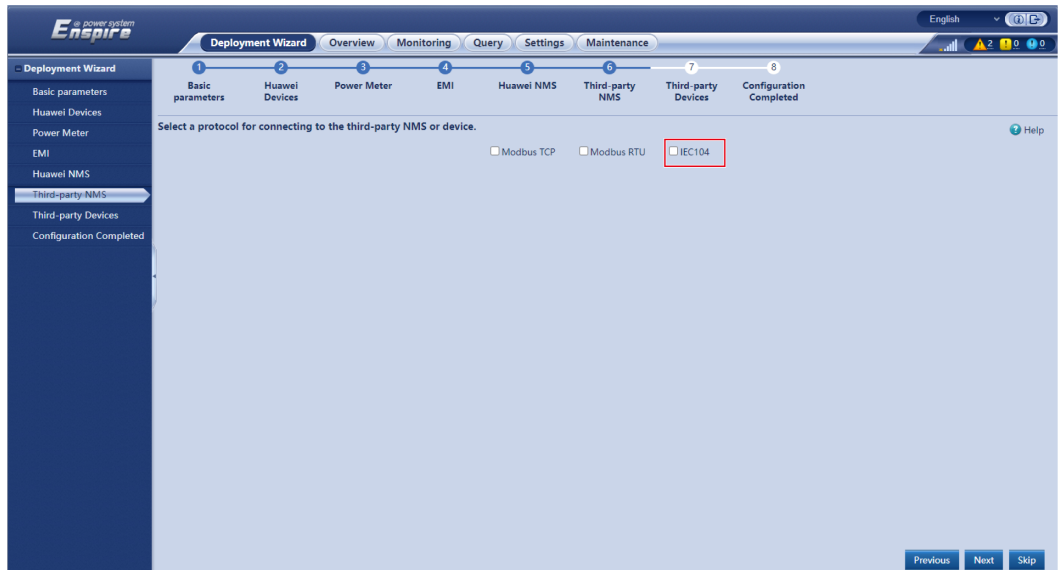 Enspire
e power system
English
Deployment Wizard Overview Monitoring Query Settings Maintenance
2 0 0
Deployment Wizard
Basic parameters
Huawei Devices
Power Meter
EMI
Huawei NMS
Third-party NMS
Third-party Devices
Configuration Completed
1 2 3 4 5 6 7 8
Basic parameters
Huawei Devices
Power Meter
EMI
Huawei NMS
Third-party NMS
Third-party Devices
Configuration Completed
Select a protocol for connecting to the third-party NMS or device.
Help
Modbus TCP Modbus RTU IEC104
Previous Next Skip